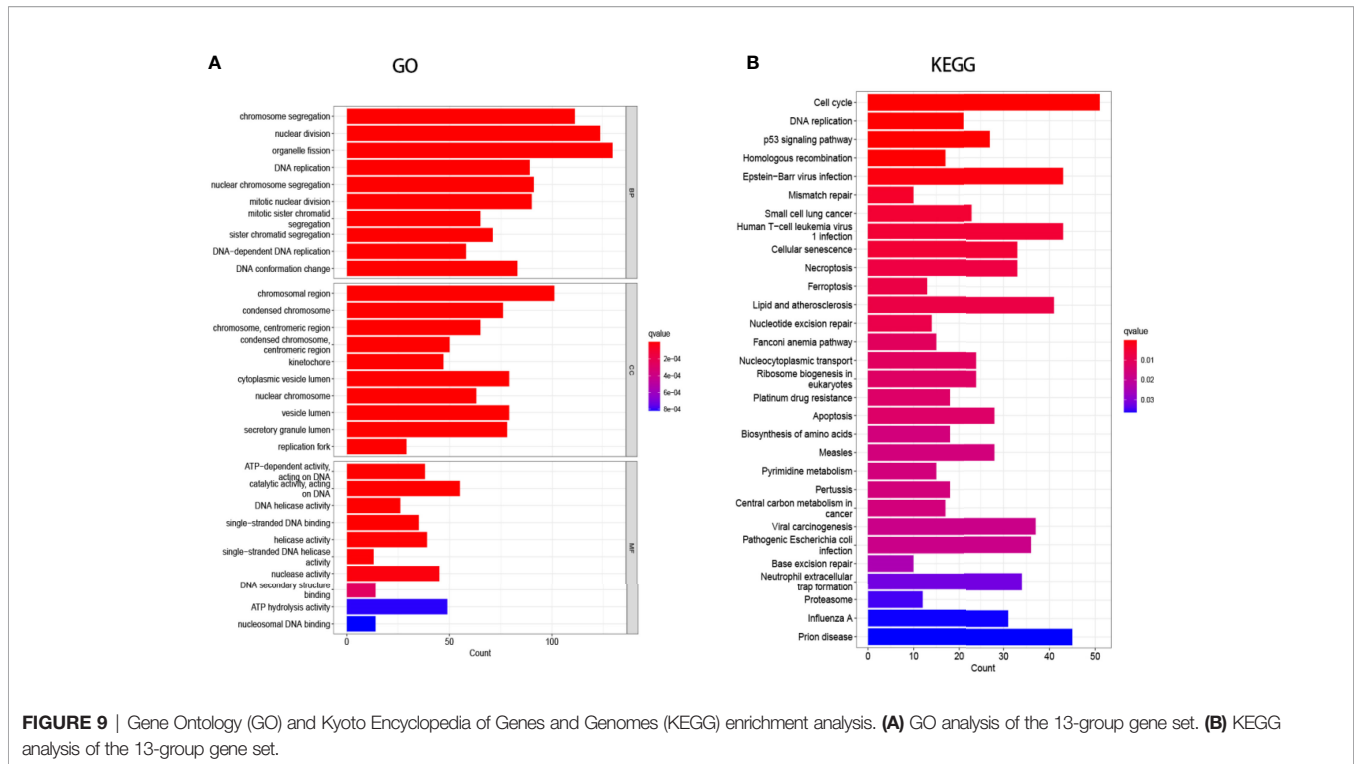 A
GO
chromosome segregation
nuclear division
organelle fission
DNA replication
nuclear chromosome segregation
mitotic nuclear division
mitotic sister chromatid
segregation
sister chromatid segregation
DNA-dependent DNA replication
DNA conformation change
BP
chromosomal region
condensed chromosome
chromosome, centromeric region
condensed chromosome,
centromeric region
kinetochore
cytoplasmic vesicle lumen
nuclear chromosome
vesicle lumen
secretory granule lumen
replication fork
CC
ATP-dependent activity,
acting on DNA
catalytic activity, acting
on DNA
DNA helicase activity
single-stranded DNA binding
helicase activity
single-stranded DNA helicase
activity
nuclease activity
DNA secondary structure
binding
ATP hydrolysis activity
nucleosomal DNA binding
MF
0 50 100
Count
qvalue
2e-04
4e-04
6e-04
8e-04
B
KEGG
Cell cycle
DNA replication
p53 signaling pathway
Homologous recombination
Epstein-Barr virus infection
Mismatch repair
Small cell lung cancer
Human T-cell leukemia virus
1 infection
Cellular senescence
Necroptosis
Ferroptosis
Lipid and atherosclerosis
Nucleotide excision repair
Fanconi anemia pathway
Nucleocytoplasmic transport
Ribosome biogenesis in
eukaryotes
Platinum drug resistance
Apoptosis
Biosynthesis of amino acids
Measles
Pyrimidine metabolism
Pertussis
Central carbon metabolism in
cancer
Viral carcinogenesis
Pathogenic Escherichia coli
infection
Base excision repair
Neutrophil extracellular
trap formation
Proteasome
Influenza A
Prion disease
0 10 20 30 40 50
Count
qvalue
0.01
0.02
0.03
FIGURE 9 | Gene Ontology (GO) and Kyoto Encyclopedia of Genes and Genomes (KEGG) enrichment analysis. (A) GO analysis of the 13-group gene set. (B) KEGG
analysis of the 13-group gene set.